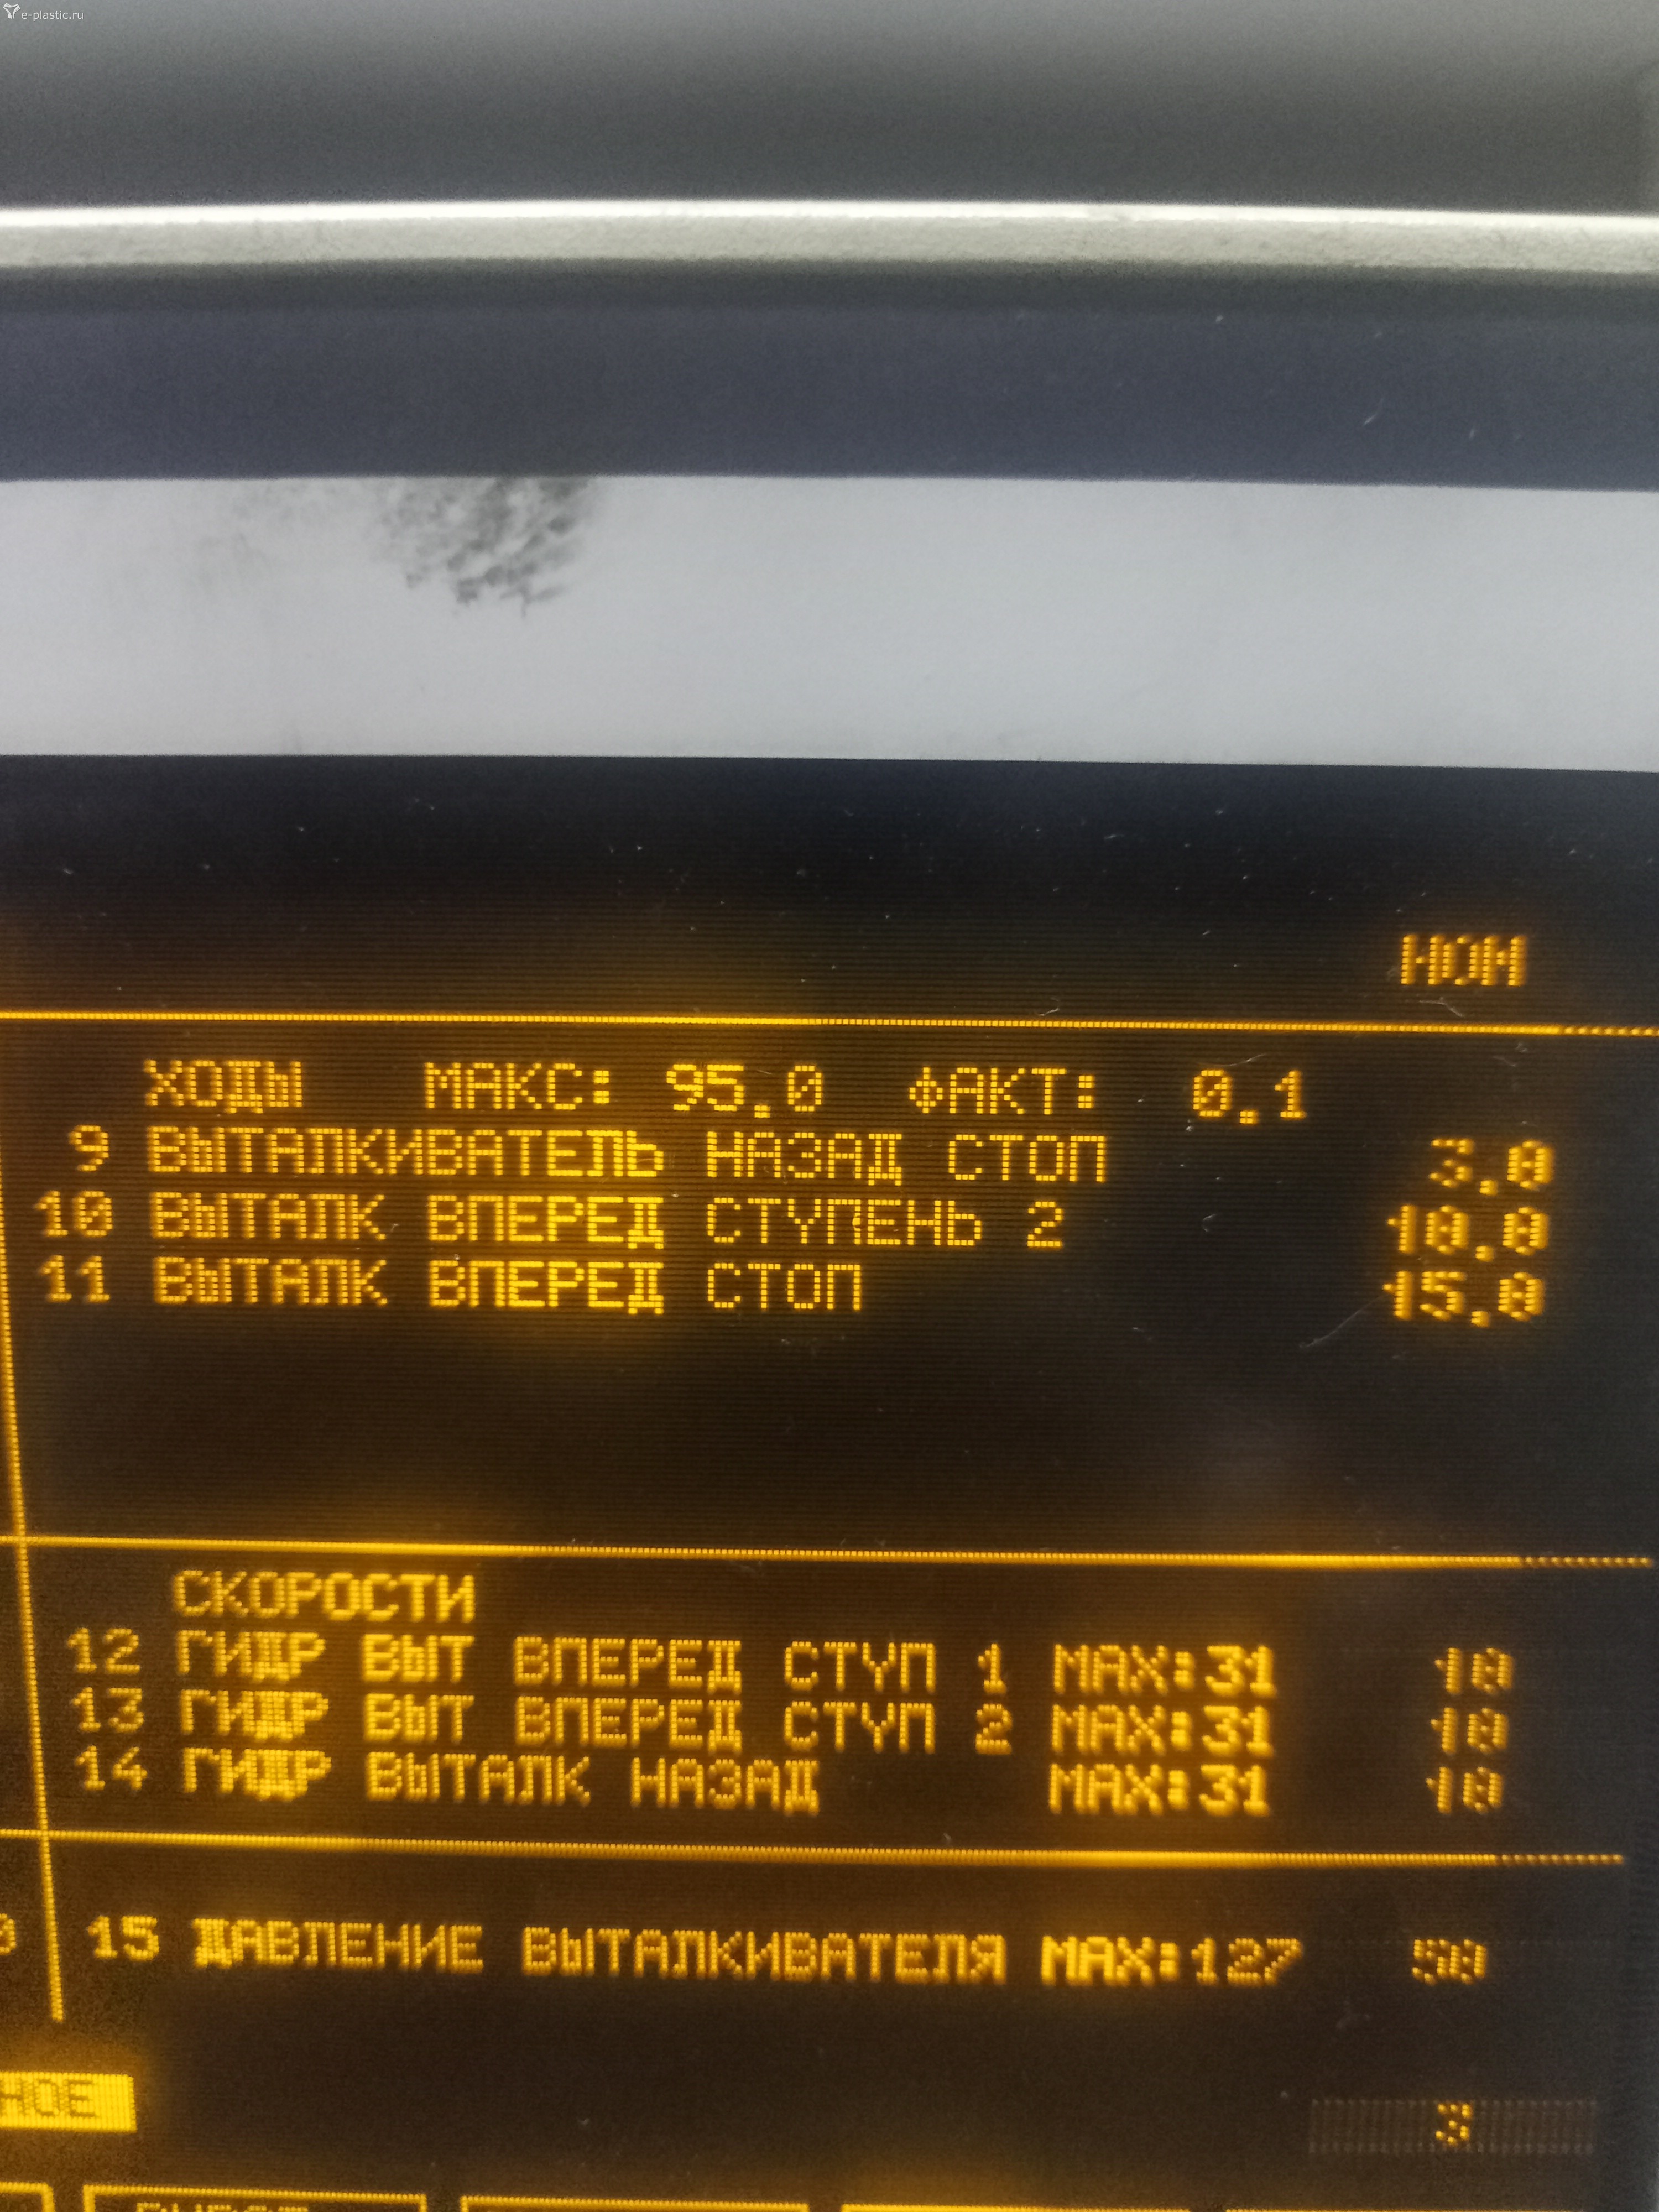 e-plastic.ru
НОМ
ХОДЫ МАКС: 95,0 ФАКТ: 0,1
9 ВЫТАЛКИВАТЕЛЬ НАЗАД СТОП 3,0
10 ВЫТАЛК ВПЕРЕД СТУПЕНЬ 2 10,0
11 ВЫТАЛК ВПЕРЕД СТОП 15,0
СКОРОСТИ
12 ГИДР ВЫТ ВПЕРЕД СТУП 1 MAX:31 10
13 ГИДР ВЫТ ВПЕРЕД СТУП 2 MAX:31 10
14 ГИДР ВЫТАЛК НАЗАД MAX:31 10
15 ДАВЛЕНИЕ ВЫТАЛКИВАТЕЛЯ MAX:127 50
НОЕ 3